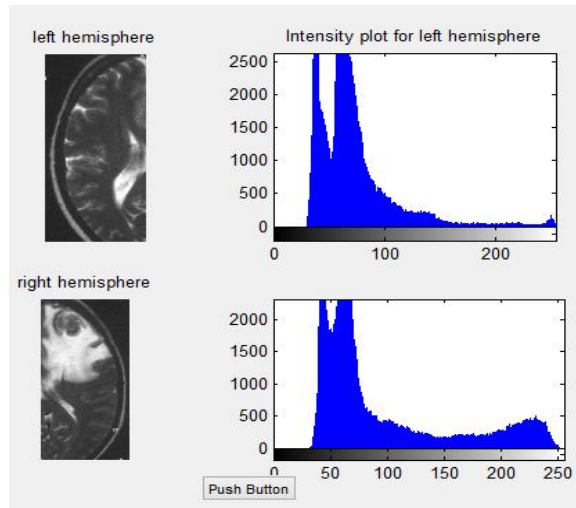 left hemisphere
Intensity plot for left hemisphere
2500
2000
1500
1000
500
0
0 100 200
right hemisphere
2000
1500
1000
500
0
0 50 100 150 200 250
Push Button